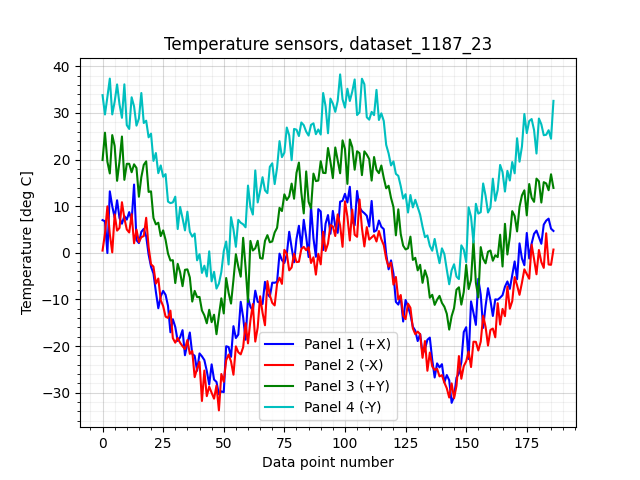 Temperature sensors, dataset_1187_23
40
30
20
10
0
−10
−20
−30
Temperature [deg C]
Panel 1 (+X)
Panel 2 (-X)
Panel 3 (+Y)
Panel 4 (-Y)
0 25 50 75 100 125 150 175
Data point number